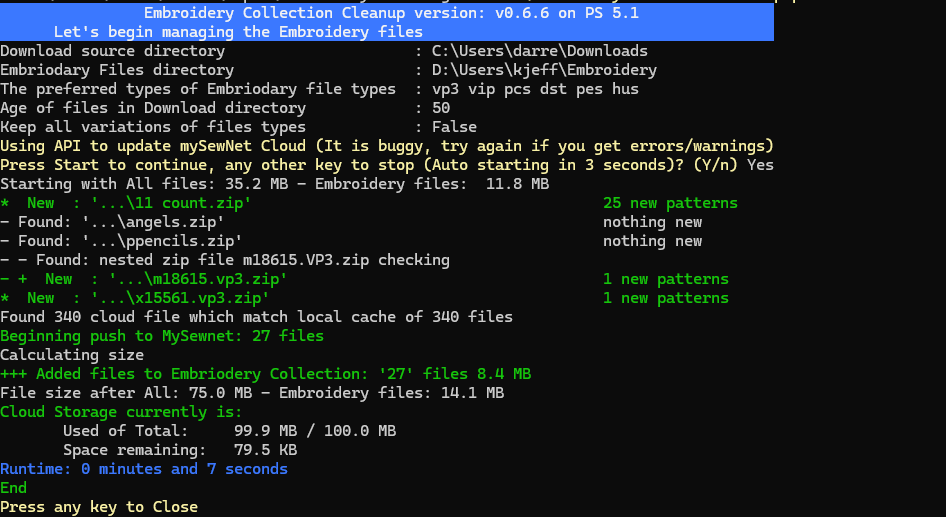 Embroidery Collection Cleanup version: v0.6.6 on PS 5.1
Let's begin managing the Embroidery files
Download source directory : C:\Users\darre\Downloads
Embriodary Files directory : D:\Users\kjeff\Embroidery
The preferred types of Embriodary file types : vp3 vip pcs dst pes hus
Age of files in Download directory : 50
Keep all variations of files types : False
Using API to update mySewNet Cloud (It is buggy, try again if you get errors/warnings)
Press Start to continue, any other key to stop (Auto starting in 3 seconds)? (Y/n) Yes
Starting with All files: 35.2 MB - Embroidery files: 11.8 MB
* New : '...\11 count.zip' 25 new patterns
- Found: '...\angels.zip' nothing new
- Found: '...\ppencils.zip' nothing new
- - Found: nested zip file m18615.VP3.zip checking
- + New : '...\m18615.vp3.zip' 1 new patterns
* New : '...\x15561.vp3.zip' 1 new patterns
Found 340 cloud file which match local cache of 340 files
Beginning push to MySewnet: 27 files
Calculating size
+++ Added files to Embriodery Collection: '27' files 8.4 MB
File size after All: 75.0 MB - Embroidery files: 14.1 MB
Cloud Storage currently is:
Used of Total: 99.9 MB / 100.0 MB
Space remaining: 79.5 KB
Runtime: 0 minutes and 7 seconds
End
Press any key to Close